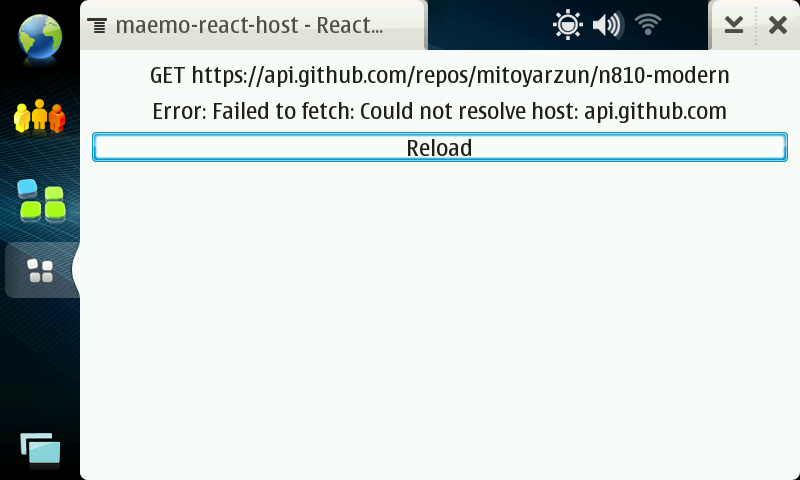 maemo-react-host - React...
GET https://api.github.com/repos/mitoyarzun/n810-modern
Error: Failed to fetch: Could not resolve host: api.github.com
Reload